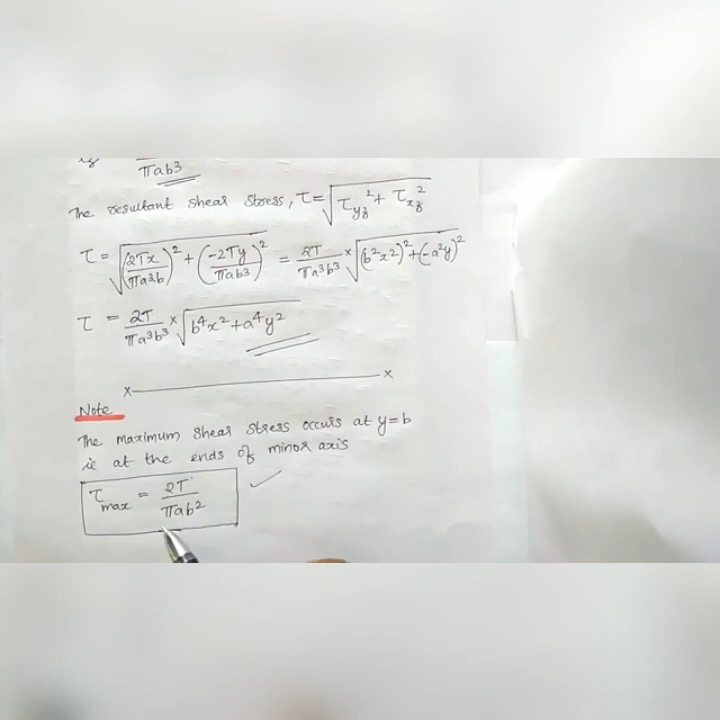 πab³
The resultant shear stress, τ = √(τyz² + τxz²)
τ = √((2Tx/πa³b)² + (-2Ty/πab³)²) = 2T/πa³b³ × √((b²x²)² + (-a²y)²)
τ = 2T/πa³b³ × √(b⁴x² + a⁴y²)
x x
Note
The maximum shear stress occurs at y=b
ie at the ends of minor axis
τmax = 2T/πab²